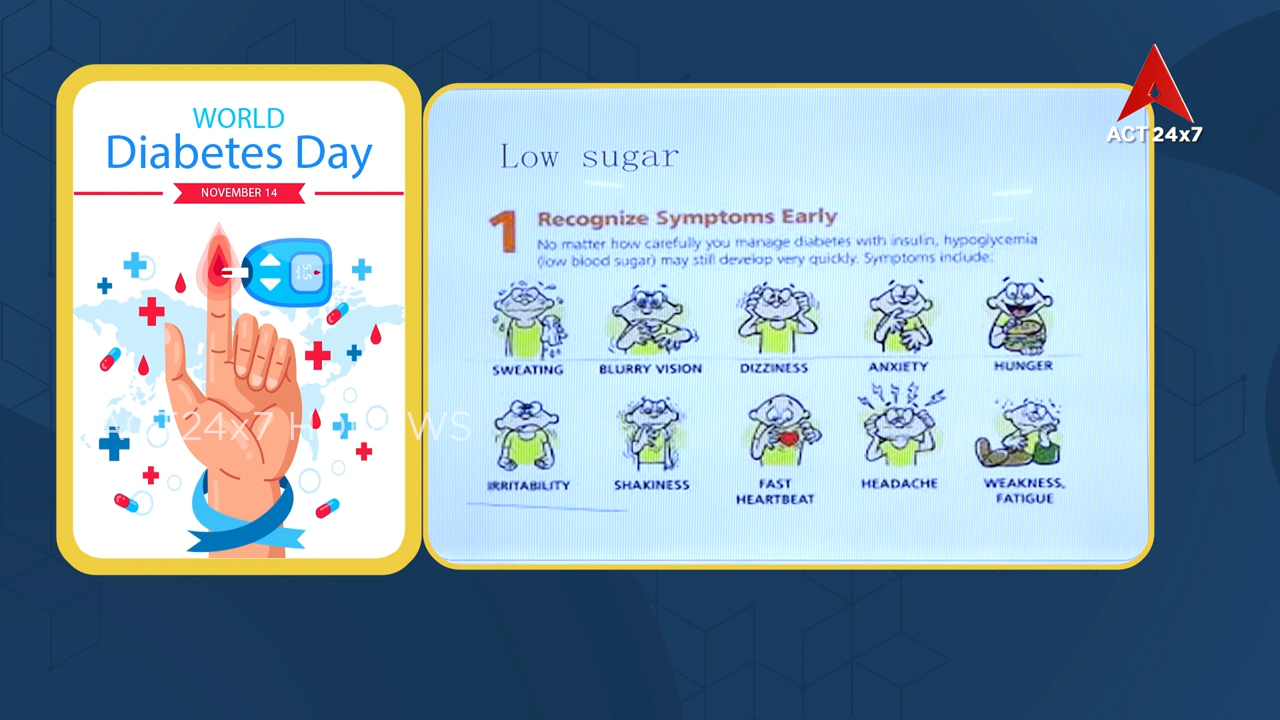 WORLD
Diabetes Day
NOVEMBER 14
ACT 24x7
Low sugar
1
Recognize Symptoms Early
No matter how carefully you manage diabetes with insulin, hypoglycemia
(low blood sugar) may still develop very quickly. Symptoms include:
SWEATING BLURRY VISION DIZZINESS ANXIETY HUNGER
IRRITABILITY SHAKINESS FAST HEARTBEAT HEADACHE WEAKNESS, FATIGUE